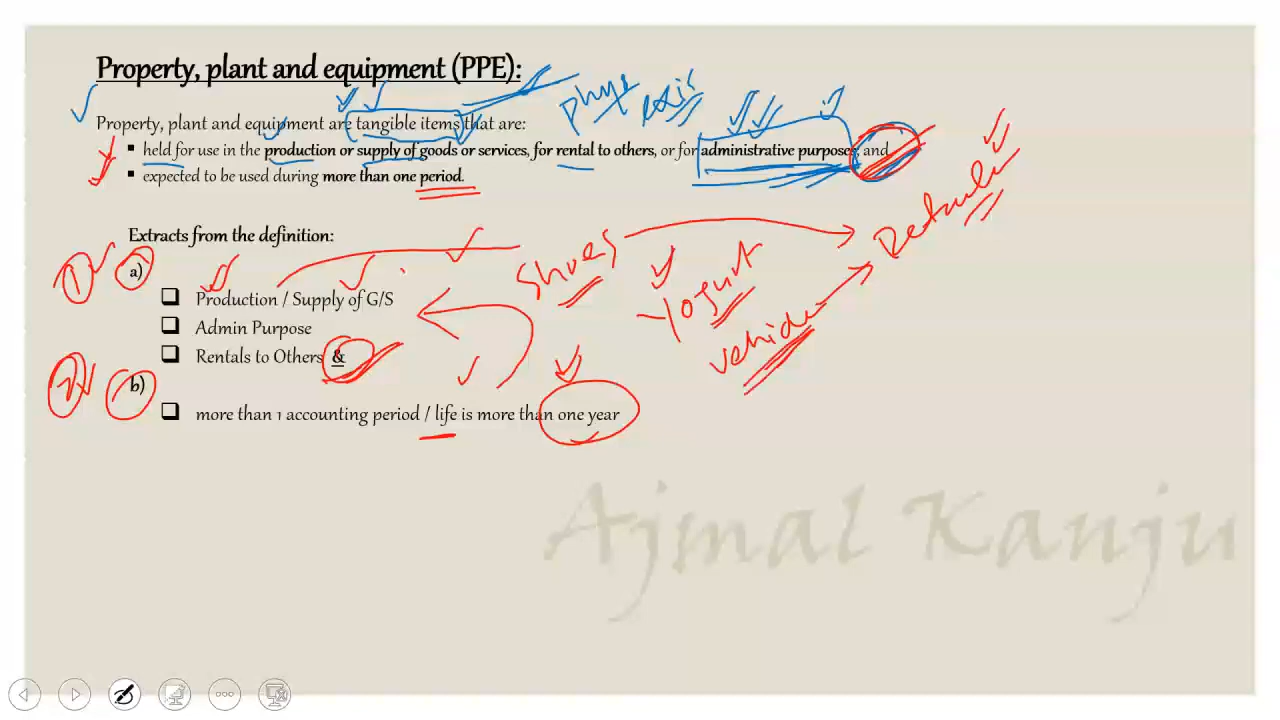 Property, plant and equipment (PPE):
phys exis
Property, plant and equipment are tangible items that are:
▪ held for use in the production or supply of goods or services, for rental to others, or for administrative purposes, and
▪ expected to be used during more than one period.
Extracts from the definition:
1 a)
Shoes
Yogurt
vehicle
❑ Production / Supply of G/S
❑ Admin Purpose
❑ Rentals to Others &
2 b)
❑ more than 1 accounting period / life is more than one year
Ajmal Kanju